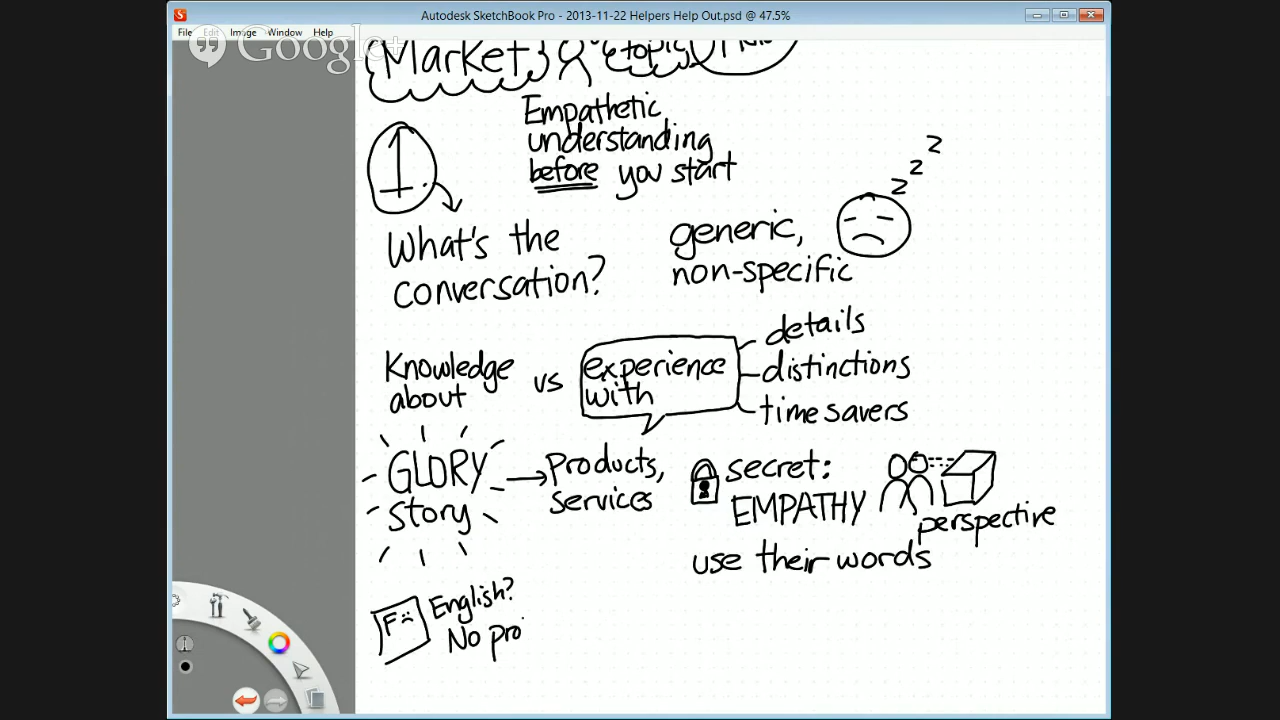 Autodesk SketchBook Pro - 2013-11-22 Helpers Help Out.psd @ 47.5%
File Edit Image Window Help
Google+
Market
topic
Empathetic
understanding
before you start
1
z z z
What's the
conversation?
generic,
non-specific
Knowledge
about
vs
experience
with
details
distinctions
time savers
GLORY
story
Products,
services
secret:
EMPATHY
perspective
use their words
F
English?
No pro